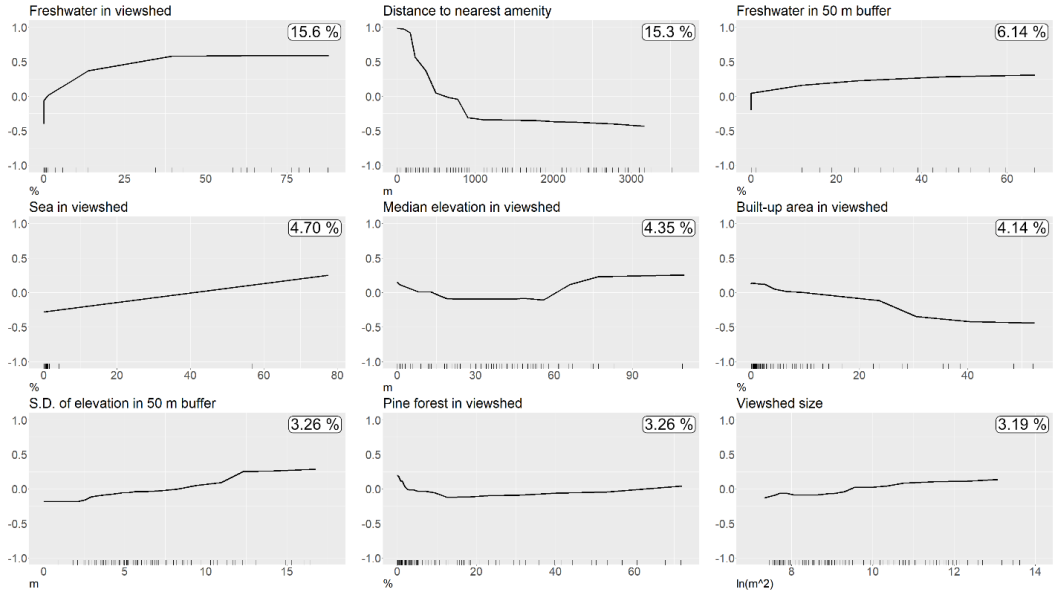 Freshwater in viewshed
15.6 %
1.0
0.5
0.0
-0.5
-1.0
0 25 50 75
%
Distance to nearest amenity
15.3 %
1.0
0.5
0.0
-0.5
-1.0
0 1000 2000 3000
m
Freshwater in 50 m buffer
6.14 %
1.0
0.5
0.0
-0.5
-1.0
0 20 40 60
%
Sea in viewshed
4.70 %
1.0
0.5
0.0
-0.5
-1.0
0 20 40 60 80
%
Median elevation in viewshed
4.35 %
1.0
0.5
0.0
-0.5
-1.0
0 30 60 90
m
Built-up area in viewshed
4.14 %
1.0
0.5
0.0
-0.5
-1.0
0 20 40
%
S.D. of elevation in 50 m buffer
3.26 %
1.0
0.5
0.0
-0.5
-1.0
0 5 10 15
m
Pine forest in viewshed
3.26 %
1.0
0.5
0.0
-0.5
-1.0
0 20 40 60
%
Viewshed size
3.19 %
1.0
0.5
0.0
-0.5
-1.0
8 10 12 14
ln(m^2)